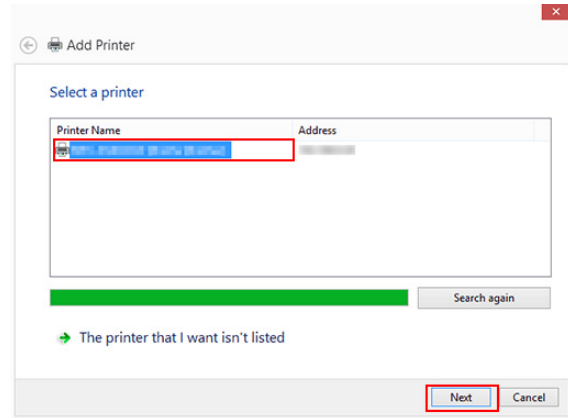 Add Printer
Select a printer
Printer Name Address
Search again
The printer that I want isn't listed
Next Cancel